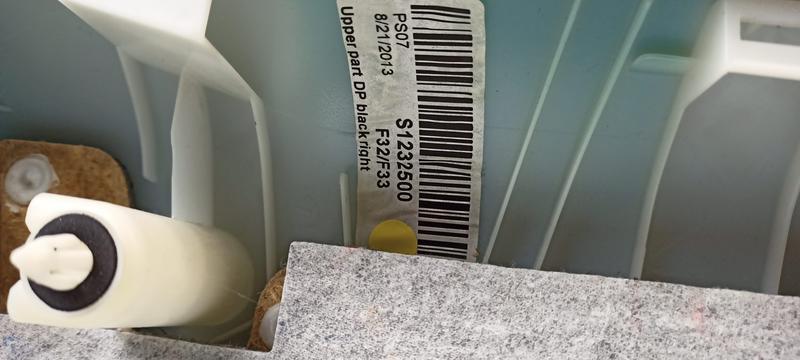 PS07
8/21/2013
S1232500
F32/F33
Upper part DP black right